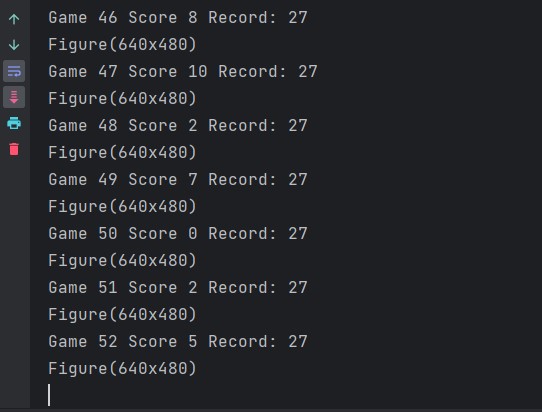 Game 46 Score 8 Record: 27
Figure(640x480)
Game 47 Score 10 Record: 27
Figure(640x480)
Game 48 Score 2 Record: 27
Figure(640x480)
Game 49 Score 7 Record: 27
Figure(640x480)
Game 50 Score 0 Record: 27
Figure(640x480)
Game 51 Score 2 Record: 27
Figure(640x480)
Game 52 Score 5 Record: 27
Figure(640x480)